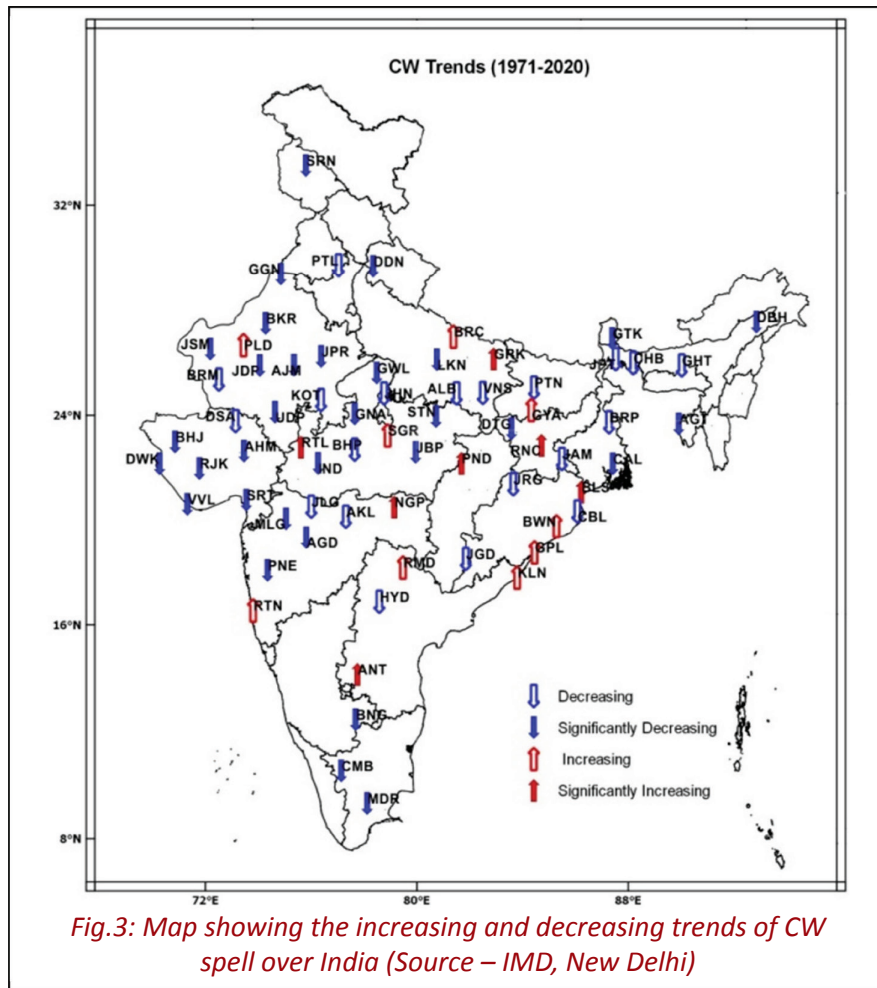 CW Trends (1971-2020)
32°N
24°N
16°N
8°N
72°E
80°E
88°E
SRN
PTL
DDN
GGN
BKR
JSM
PLD
BRC
GTK
DBH
BRM
JDP
AJM
JPR
GWL
LKN
GRK
CHB
GHT
KOT
ALB
VNS
PTN
DSA
UDP
GNA
STN
DTG
GYA
BRP
AGT
BHJ
AHM
RTL
BHP
SGR
JBP
RNC
JAM
CAL
DWK
RJK
IND
PND
VVL
SRT
JLG
NGP
JRG
BLS
MLG
AKL
BWN
CBL
AGD
PNE
RMD
JGD
GPL
KLN
HYD
RTN
ANT
BNG
CMB
MDR
Decreasing
Significantly Decreasing
Increasing
Significantly Increasing
Fig.3: Map showing the increasing and decreasing trends of CW
spell over India (Source – IMD, New Delhi)